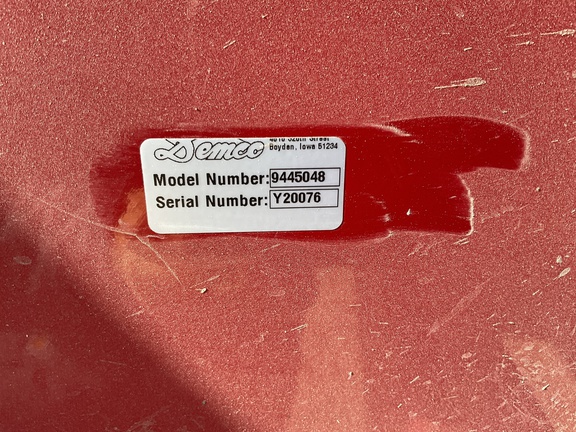 Demco
4010 320th Street
Boyden, Iowa 51234
Model Number: 9445048
Serial Number: Y20076